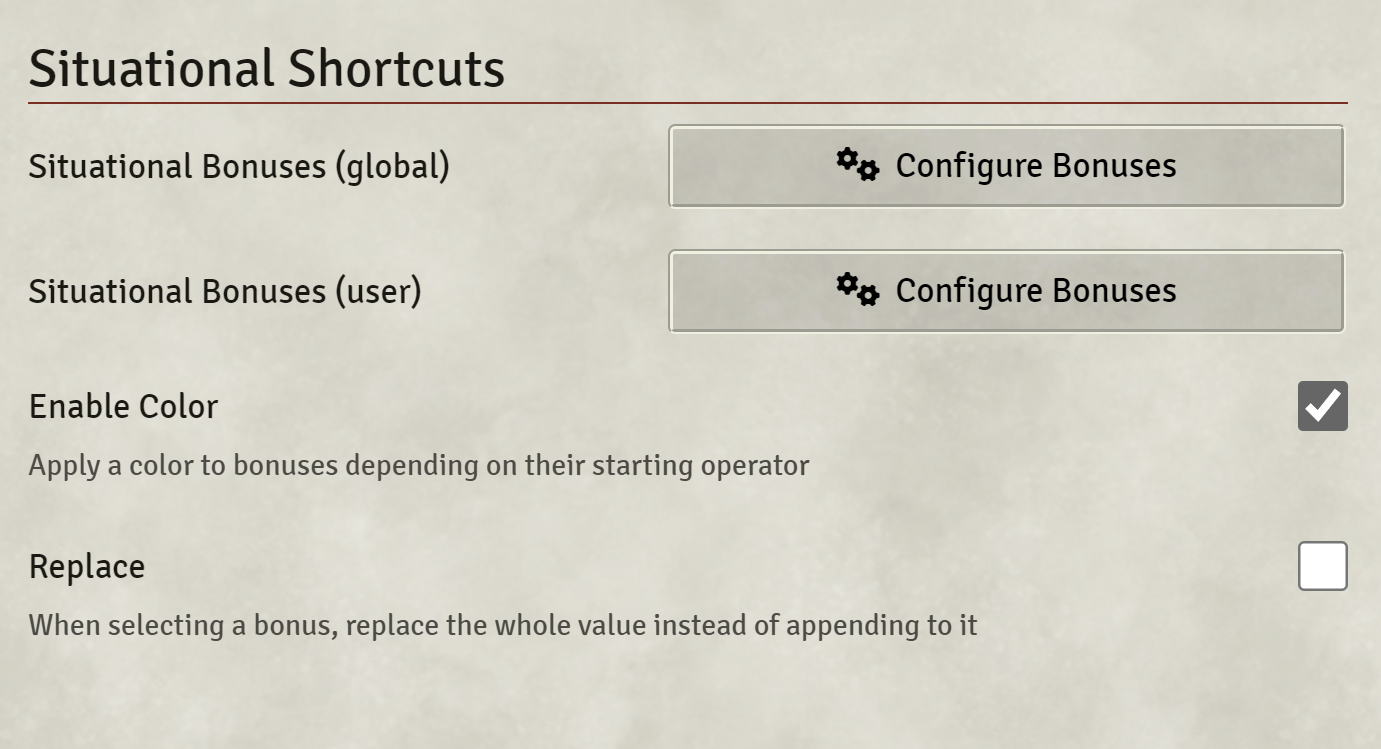 Situational Shortcuts
Situational Bonuses (global)
Configure Bonuses
Situational Bonuses (user)
Configure Bonuses
Enable Color
Apply a color to bonuses depending on their starting operator
Replace
When selecting a bonus, replace the whole value instead of appending to it